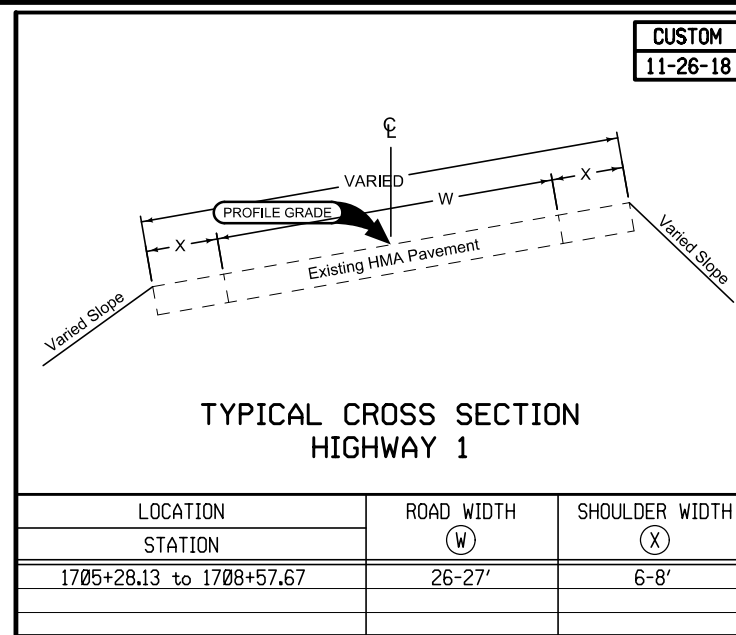 CUSTOM
11-26-18
℄
VARIED
X
W
PROFILE GRADE
X
Existing HMA Pavement
Varied Slope
Varied Slope
TYPICAL CROSS SECTION
HIGHWAY 1
LOCATION ROAD WIDTH SHOULDER WIDTH
STATION W X
1705+28.13 to 1708+57.67 26-27' 6-8'